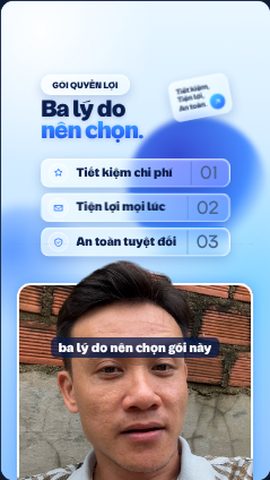 GÓI QUYỀN LỢI
Ba lý do
nên chọn.
Tiết kiệm,
Tiện lợi,
An toàn.
Tiết kiệm chi phí 01
Tiện lợi mọi lúc 02
An toàn tuyệt đối 03
ba lý do nên chọn gói này